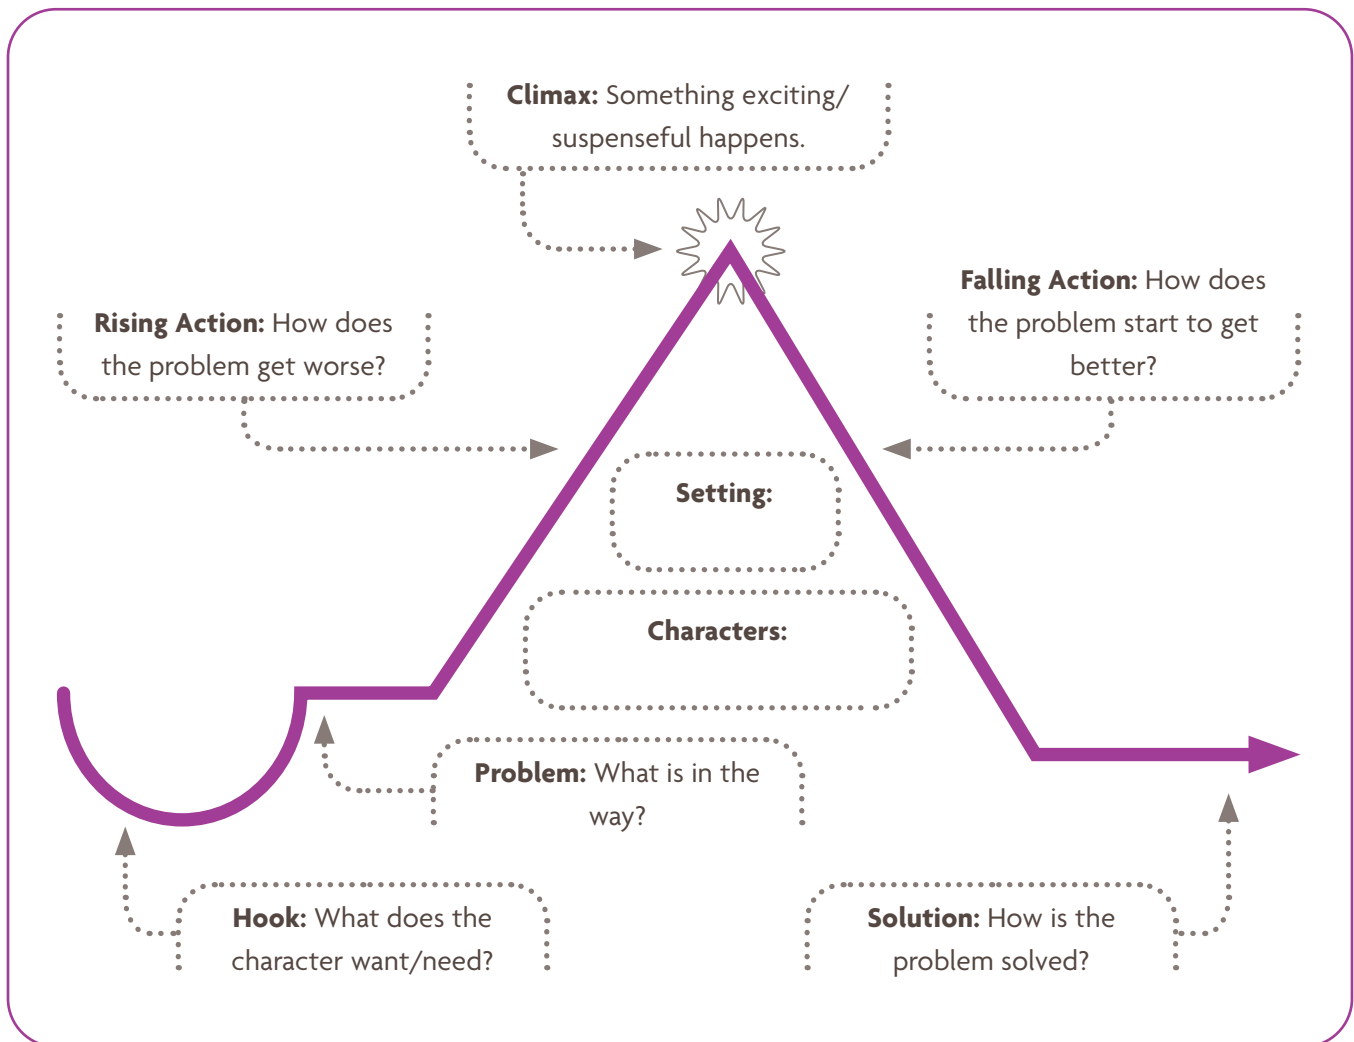 Climax: Something exciting/
suspenseful happens.
Falling Action: How does
the problem start to get
better?
Rising Action: How does
the problem get worse?
Setting:
Characters:
Problem: What is in the
way?
Hook: What does the
character want/need?
Solution: How is the
problem solved?